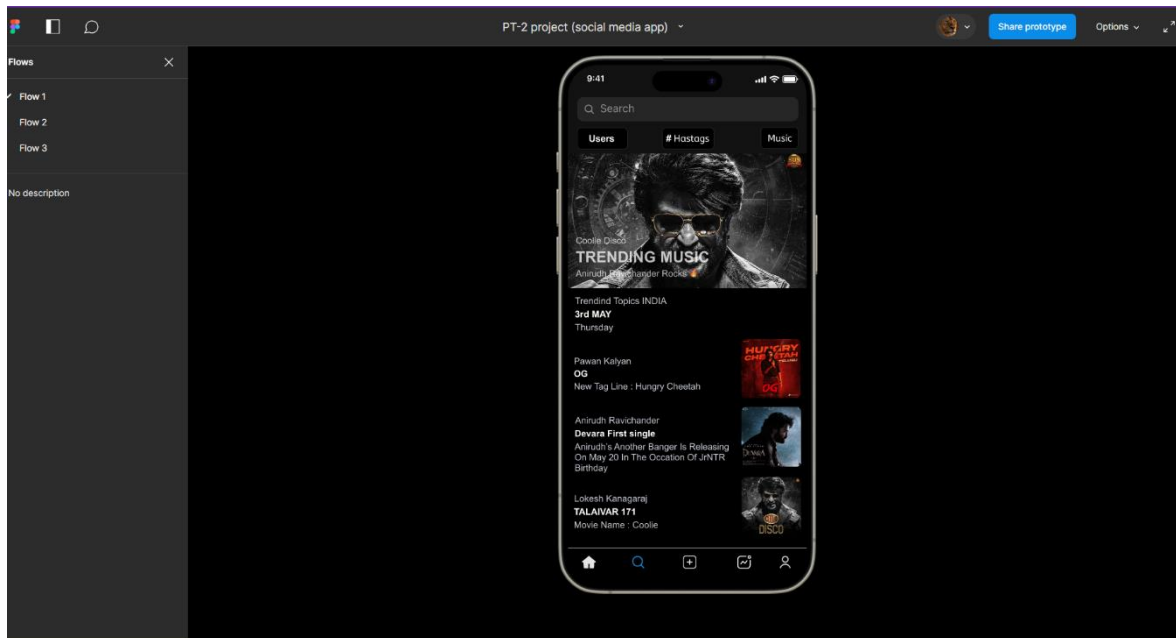 PT-2 project (social media app)
Share prototype
Options
Flows
Flow 1
Flow 2
Flow 3
No description
9:41
Search
Users
# Hastags
Music
Coolie Disco
TRENDING MUSIC
Anirudh Ravichander Rocks 🔥
Trendind Topics INDIA
3rd MAY
Thursday
Pawan Kalyan
OG
New Tag Line : Hungry Cheetah
HUNGRY
CHEETAH
OG
Anirudh Ravichander
Devara First single
Anirudh's Another Banger Is Releasing
On May 20 In The Occation Of JrNTR
Birthday
DEVARA
Lokesh Kanagaraj
TALAIVAR 171
Movie Name : Coolie
DISCO